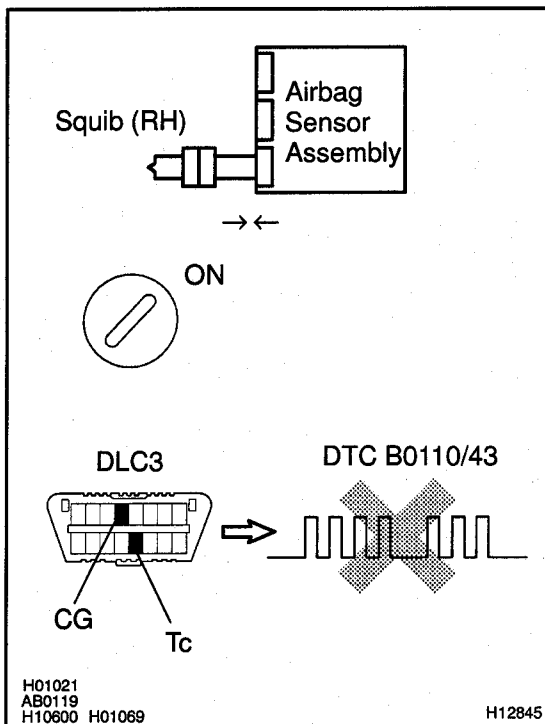 Squib (RH)
Airbag
Sensor
Assembly
ON
DLC3
DTC B0110/43
CG
Tc
H01021
AB0119
H10600 H01069
H12845